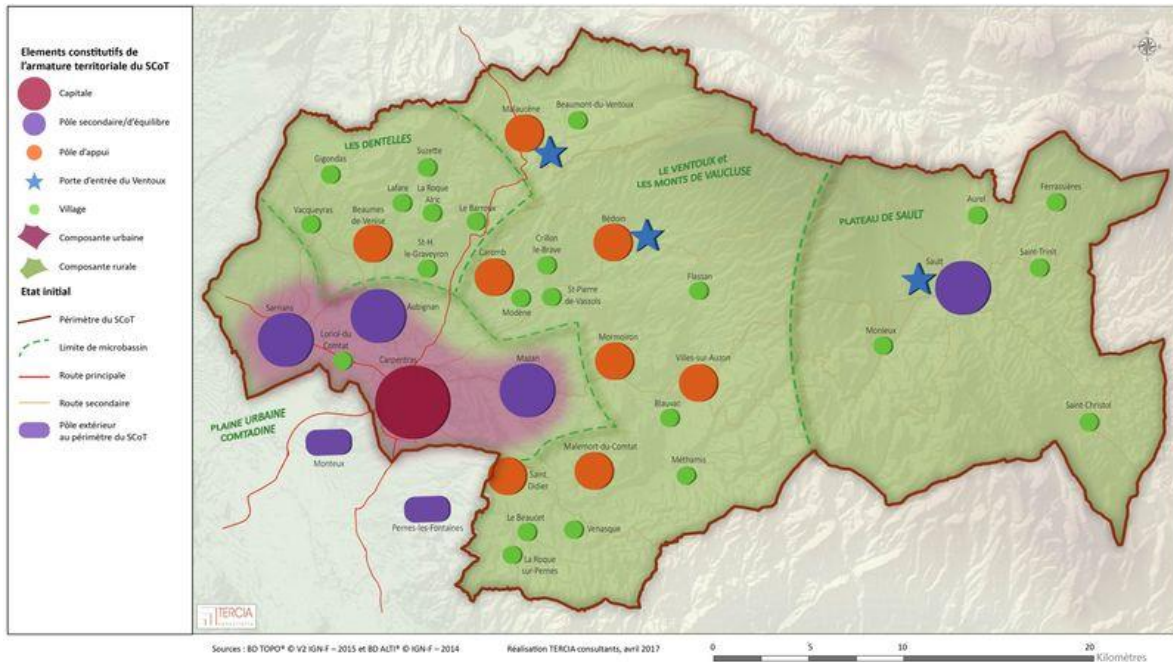 Elements constitutifs de
l'armature territoriale du SCoT
Capitale
Pôle secondaire/d'équilibre
Pôle d'appui
Porte d'entrée du Ventoux
Village
Composante urbaine
Composante rurale
Etat initial
Périmètre du SCoT
Limite de microbassin
Route principale
Route secondaire
Pôle extérieur
au périmètre du SCoT
Malaucène
Beaumont-du-Ventoux
LES DENTELLES
Gigondas
Suzette
LE VENTOUX et
LES MONTS DE VAUCLUSE
Lafare
La Roque
Alric
Le Barroux
Vacqueyras
Beaumes
de-Venise
St-H.
le-Graveyron
Caromb
Crillon
le-Brave
Bédoin
PLATEAU DE SAULT
Aurel
Ferrassières
Saint-Trinit
Sault
Flassan
St-Pierre
de-Vassols
Modène
Sarrians
Aubignan
Loriol-du
Comtat
Carpentras
Mazan
Mormoiron
Villes-sur-Auzon
Monieux
Blauvac
Saint-Christol
PLAINE URBAINE
COMTADINE
Monteux
Malemort-du-Comtat
Méthamis
Saint
Didier
Pernes-les-Fontaines
Le Beaucet
Venasque
La Roque
sur-Pernes
TERCIA
Sources : BD TOPO® © V2 IGN-F – 2015 et BD ALTI® © IGN-F – 2014
Réalisation TERCIA-consultants, avril 2017
0
5
10
20
Kilomètres